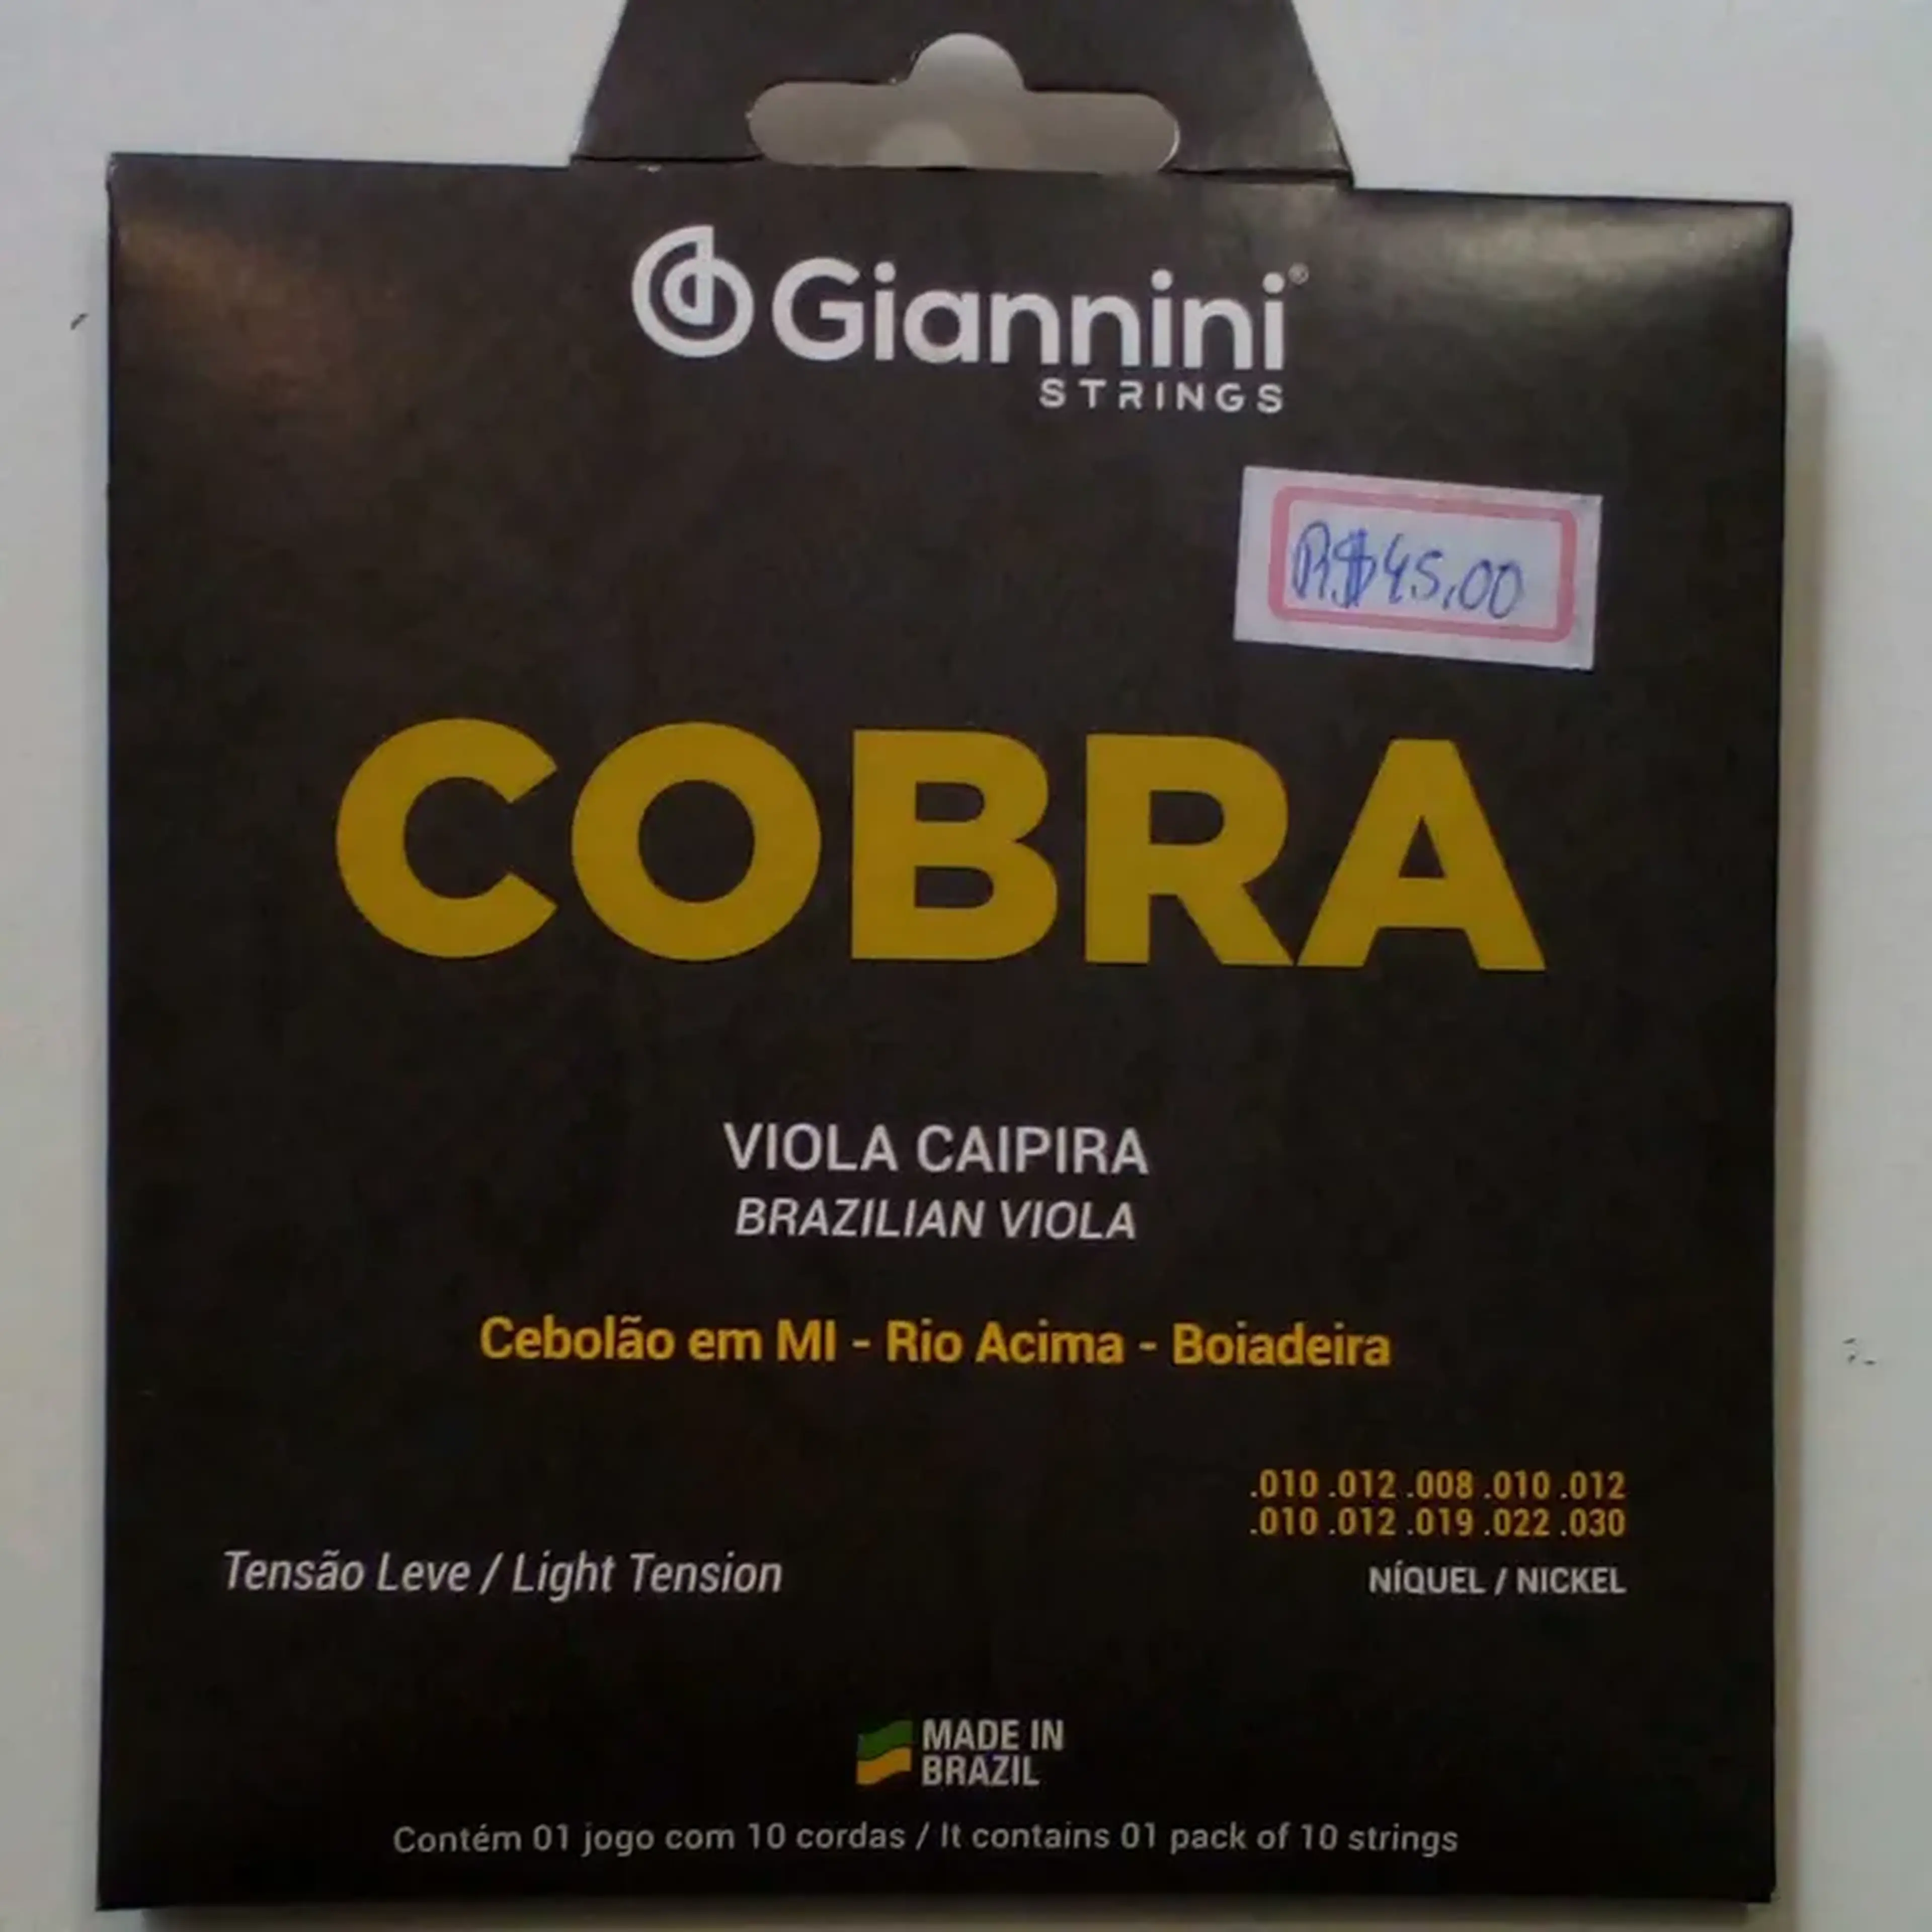 Giannini®
STRINGS
R$45,00
COBRA
VIOLA CAIPIRA
BRAZILIAN VIOLA
Cebolão em MI - Rio Acima - Boiadeira
.010 .012 .008 .010 .012
.010 .012 .019 .022 .030
Tensão Leve / Light Tension
NÍQUEL / NICKEL
MADE IN
BRAZIL
Contém 01 jogo com 10 cordas / It contains 01 pack of 10 strings